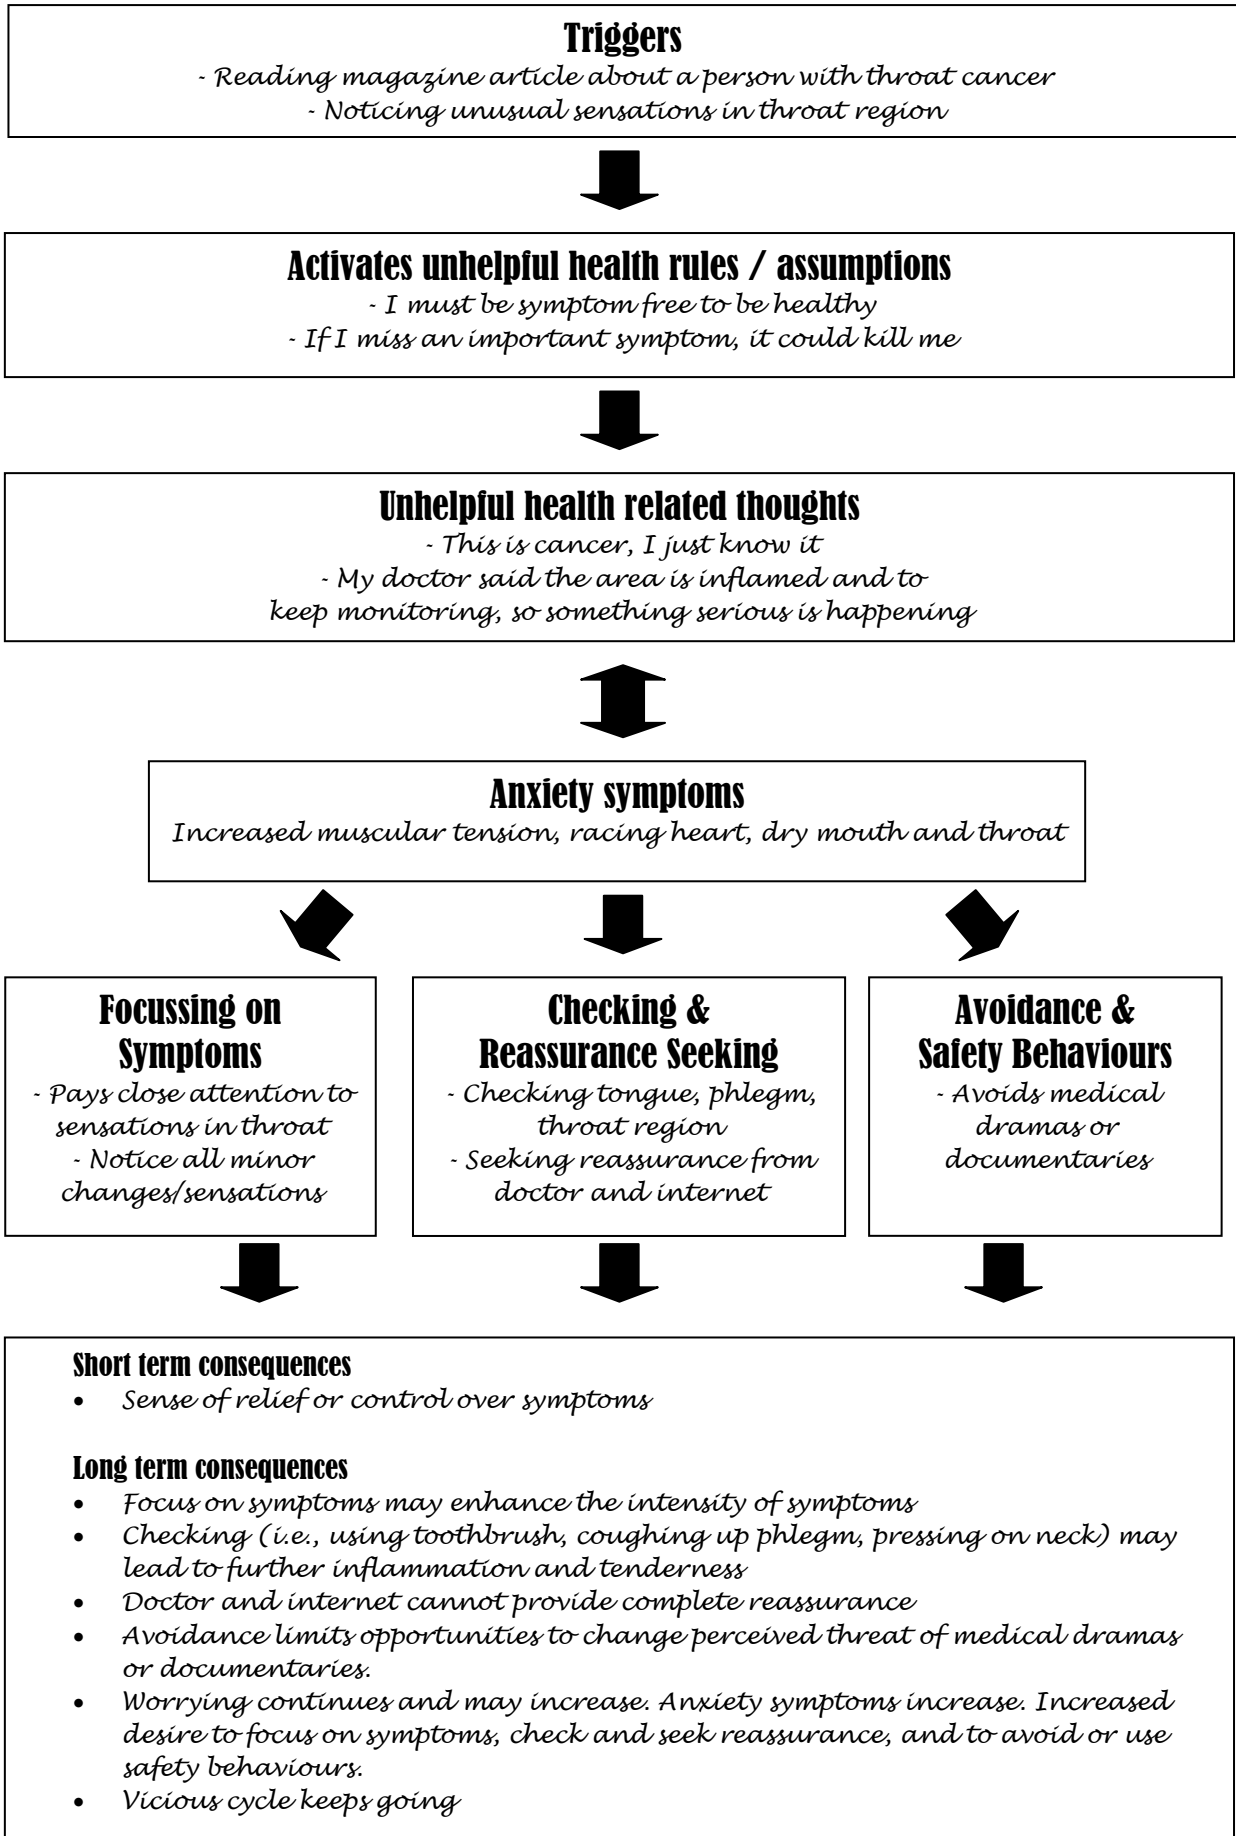 Triggers
- Reading magazine article about a person with throat cancer
- Noticing unusual sensations in throat region
Activates unhelpful health rules / assumptions
- I must be symptom free to be healthy
- If I miss an important symptom, it could kill me
Unhelpful health related thoughts
- This is cancer, I just know it
- My doctor said the area is inflamed and to
keep monitoring, so something serious is happening
Anxiety symptoms
Increased muscular tension, racing heart, dry mouth and throat
Focussing on
Symptoms
- Pays close attention to
sensations in throat
- Notice all minor
changes/sensations
Checking &
Reassurance Seeking
- Checking tongue, phlegm,
throat region
- Seeking reassurance from
doctor and internet
Avoidance &
Safety Behaviours
- Avoids medical
dramas or
documentaries
Short term consequences
• Sense of relief or control over symptoms
Long term consequences
• Focus on symptoms may enhance the intensity of symptoms
• Checking (i.e., using toothbrush, coughing up phlegm, pressing on neck) may
lead to further inflammation and tenderness
• Doctor and internet cannot provide complete reassurance
• Avoidance limits opportunities to change perceived threat of medical dramas
or documentaries.
• Worrying continues and may increase. Anxiety symptoms increase. Increased
desire to focus on symptoms, check and seek reassurance, and to avoid or use
safety behaviours.
• Vicious cycle keeps going